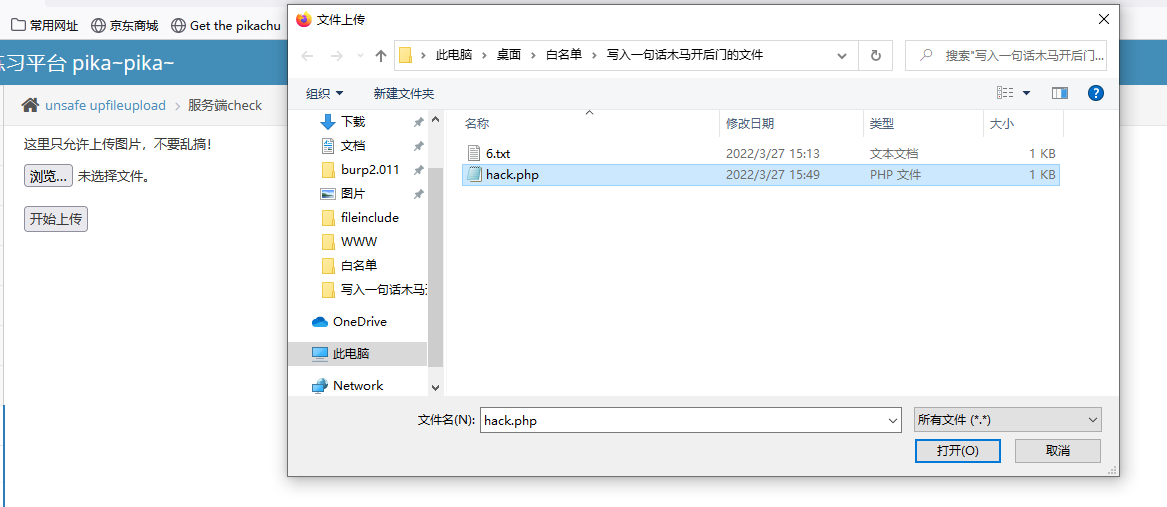 常用网址 京东商城 Get the pikachu
练习平台 pika~pika~
unsafe upfileupload > 服务端check
这里只允许上传图片，不要乱搞！
浏览... 未选择文件。
开始上传
文件上传
此电脑 > 桌面 > 白名单 > 写入一句话木马开后门的文件
搜索"写入一句话木马开后门...
组织 新建文件夹
下载
文档
burp2.011
图片
fileinclude
WWW
白名单
写入一句话木马开
OneDrive
此电脑
Network
名称 修改日期 类型 大小
6.txt 2022/3/27 15:13 文本文档 1 KB
hack.php 2022/3/27 15:49 PHP 文件 1 KB
文件名(N): hack.php 所有文件 (*.*)
打开(O) 取消